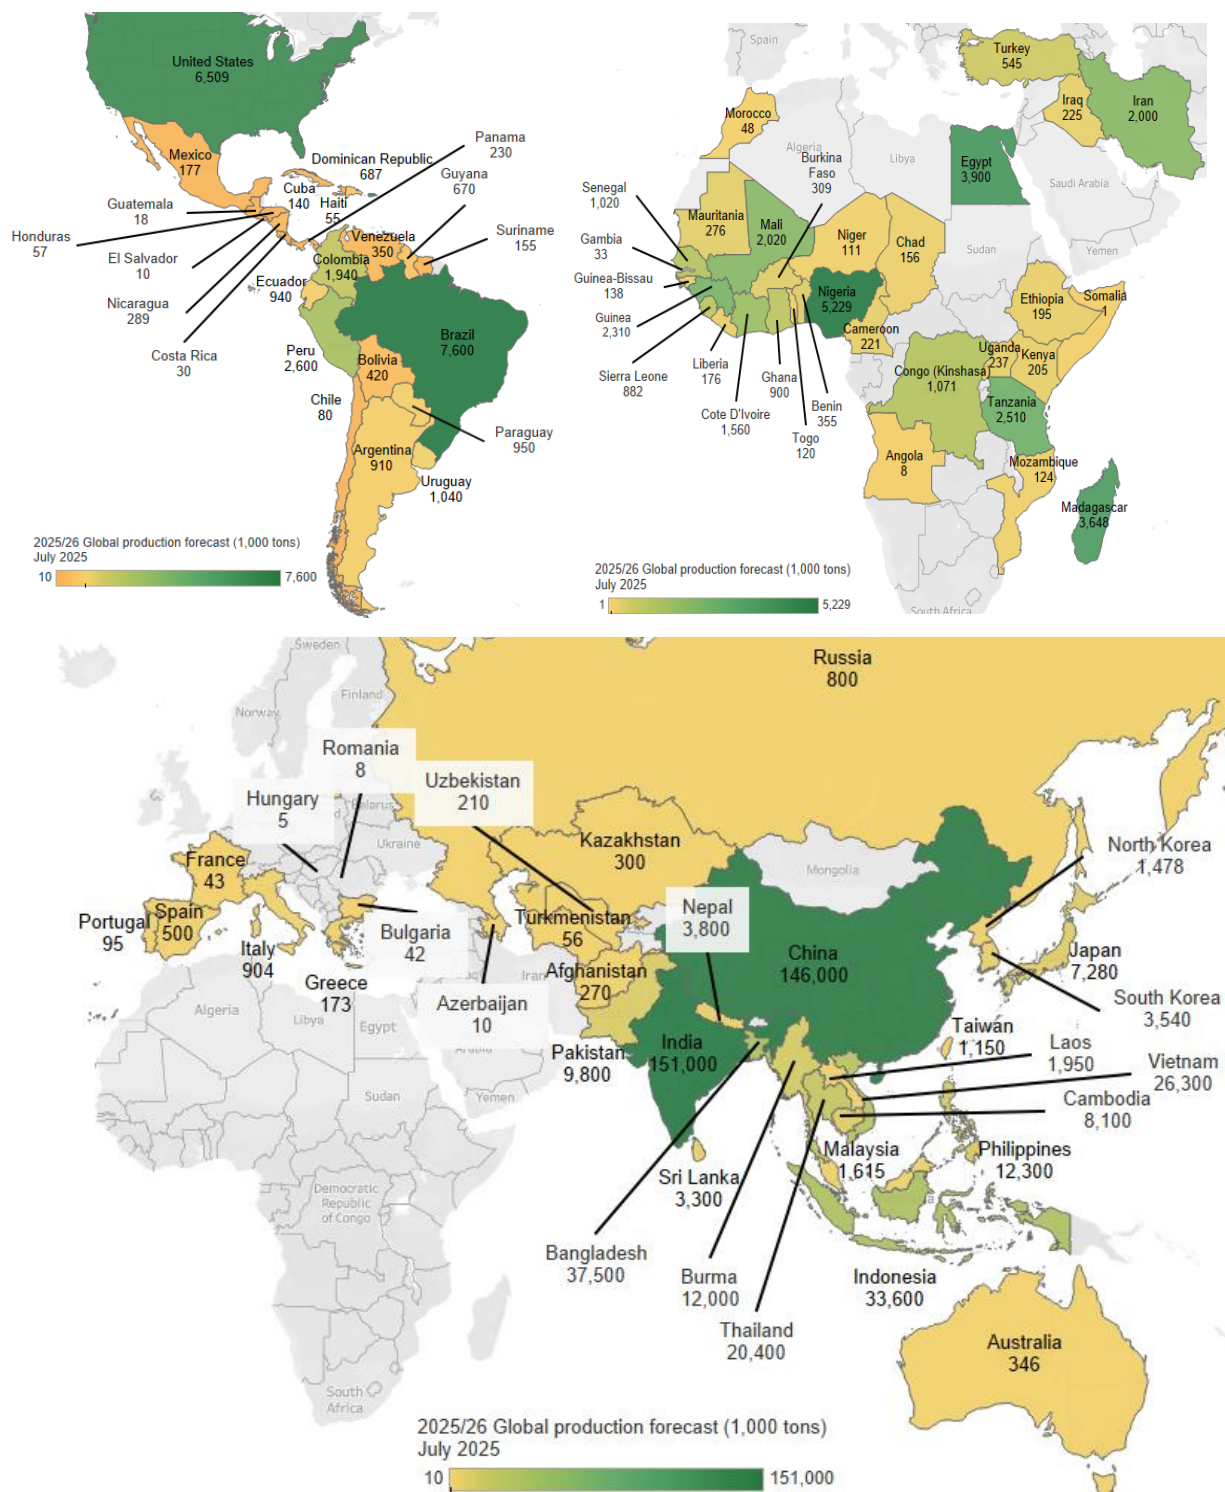 United States
6,509
Mexico
177
Panama
230
Dominican Republic
687
Guyana
670
Cuba
140
Haiti
55
Guatemala
18
Honduras
57
El Salvador
10
Nicaragua
289
Costa Rica
30
Venezuela
350
Suriname
155
Colombia
1,940
Ecuador
940
Peru
2,600
Brazil
7,600
Bolivia
420
Chile
80
Paraguay
950
Argentina
910
Uruguay
1,040
2025/26 Global production forecast (1,000 tons)
July 2025
10
7,600
Spain
Turkey
545
Iraq
225
Iran
2,000
Morocco
48
Algeria
Libya
Egypt
3,900
Saudi Arabia
Burkina
Faso
309
Senegal
1,020
Mauritania
276
Mali
2,020
Niger
111
Chad
156
Sudan
Yemen
Gambia
33
Guinea-Bissau
138
Guinea
2,310
Sierra Leone
882
Liberia
176
Cote D'Ivoire
1,560
Ghana
900
Togo
120
Benin
355
Nigeria
5,229
Cameroon
221
Ethiopia
195
Somalia
1
Uganda
237
Kenya
205
Congo (Kinshasa)
1,071
Tanzania
2,510
Angola
8
Mozambique
124
Madagascar
3,648
South Africa
2025/26 Global production forecast (1,000 tons)
July 2025
1
5,229
Sweden
Finland
Norway
Russia
800
Romania
8
Hungary
5
Belarus
Ukraine
Uzbekistan
210
Kazakhstan
300
Mongolia
North Korea
1,478
France
43
Portugal
95
Spain
500
Italy
904
Greece
173
Bulgaria
42
Azerbaijan
10
Turkmenistan
56
Afghanistan
270
Nepal
3,800
China
146,000
Japan
7,280
South Korea
3,540
Algeria
Libya
Egypt
Iran
Arabia
Pakistan
9,800
India
151,000
Taiwan
1,150
Laos
1,950
Vietnam
26,300
Cambodia
8,100
Sudan
Yemen
Sri Lanka
3,300
Malaysia
1,615
Philippines
12,300
Democratic
Republic
of Congo
Bangladesh
37,500
Burma
12,000
Thailand
20,400
Indonesia
33,600
Australia
346
South
Africa
2025/26 Global production forecast (1,000 tons)
July 2025
10
151,000